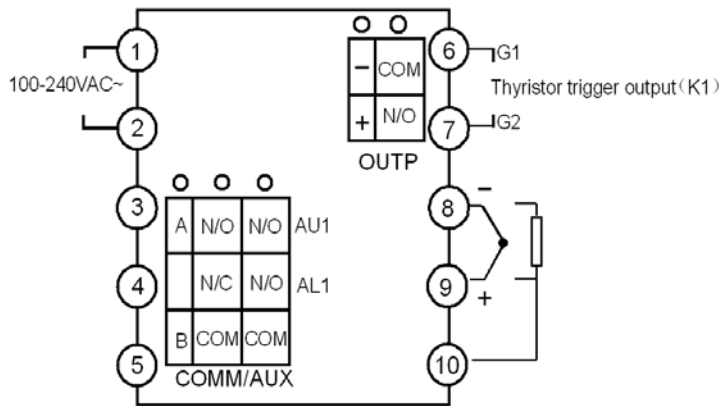 1
6
G1
100-240VAC~
− COM
Thyristor trigger output（K1）
2
+ N/O
7
G2
OUTP
3
A N/O N/O AU1
8
−
4
N/C N/O AL1
9
+
5
B COM COM
10
COMM/AUX